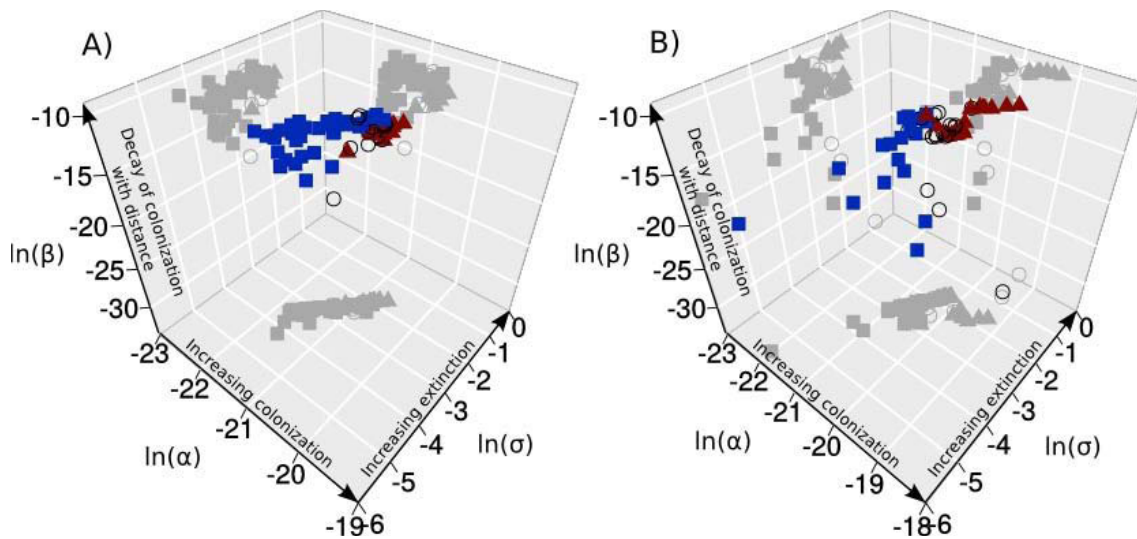 A)
-10
-15
-20
-25
-30
ln(β)
Decay of colonization
with distance
-23
-22
-21
-20
-19
ln(α)
Increasing colonization
-6
-5
-4
-3
-2
-1
0
ln(σ)
Increasing extinction
B)
-10
-15
-20
-25
-30
ln(β)
Decay of colonization
with distance
-23
-22
-21
-20
-19
-18
ln(α)
Increasing colonization
-6
-5
-4
-3
-2
-1
0
ln(σ)
Increasing extinction